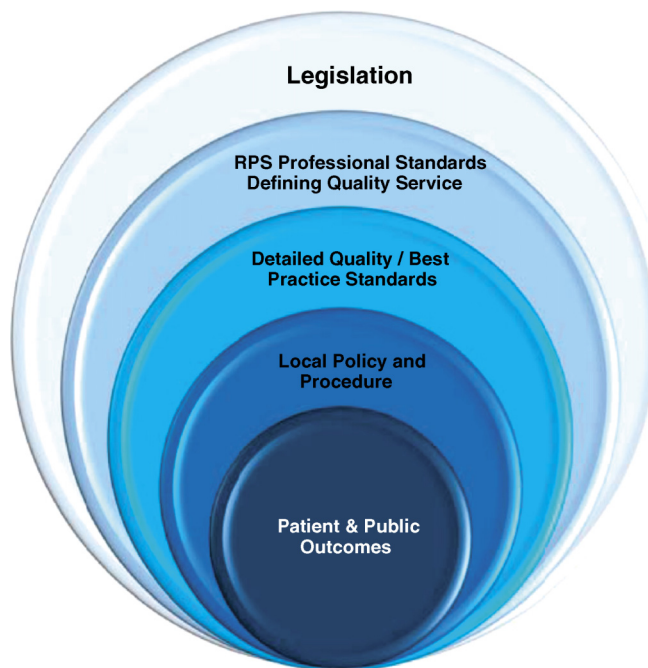 Legislation
RPS Professional Standards
Defining Quality Service
Detailed Quality / Best
Practice Standards
Local Policy and
Procedure
Patient & Public
Outcomes